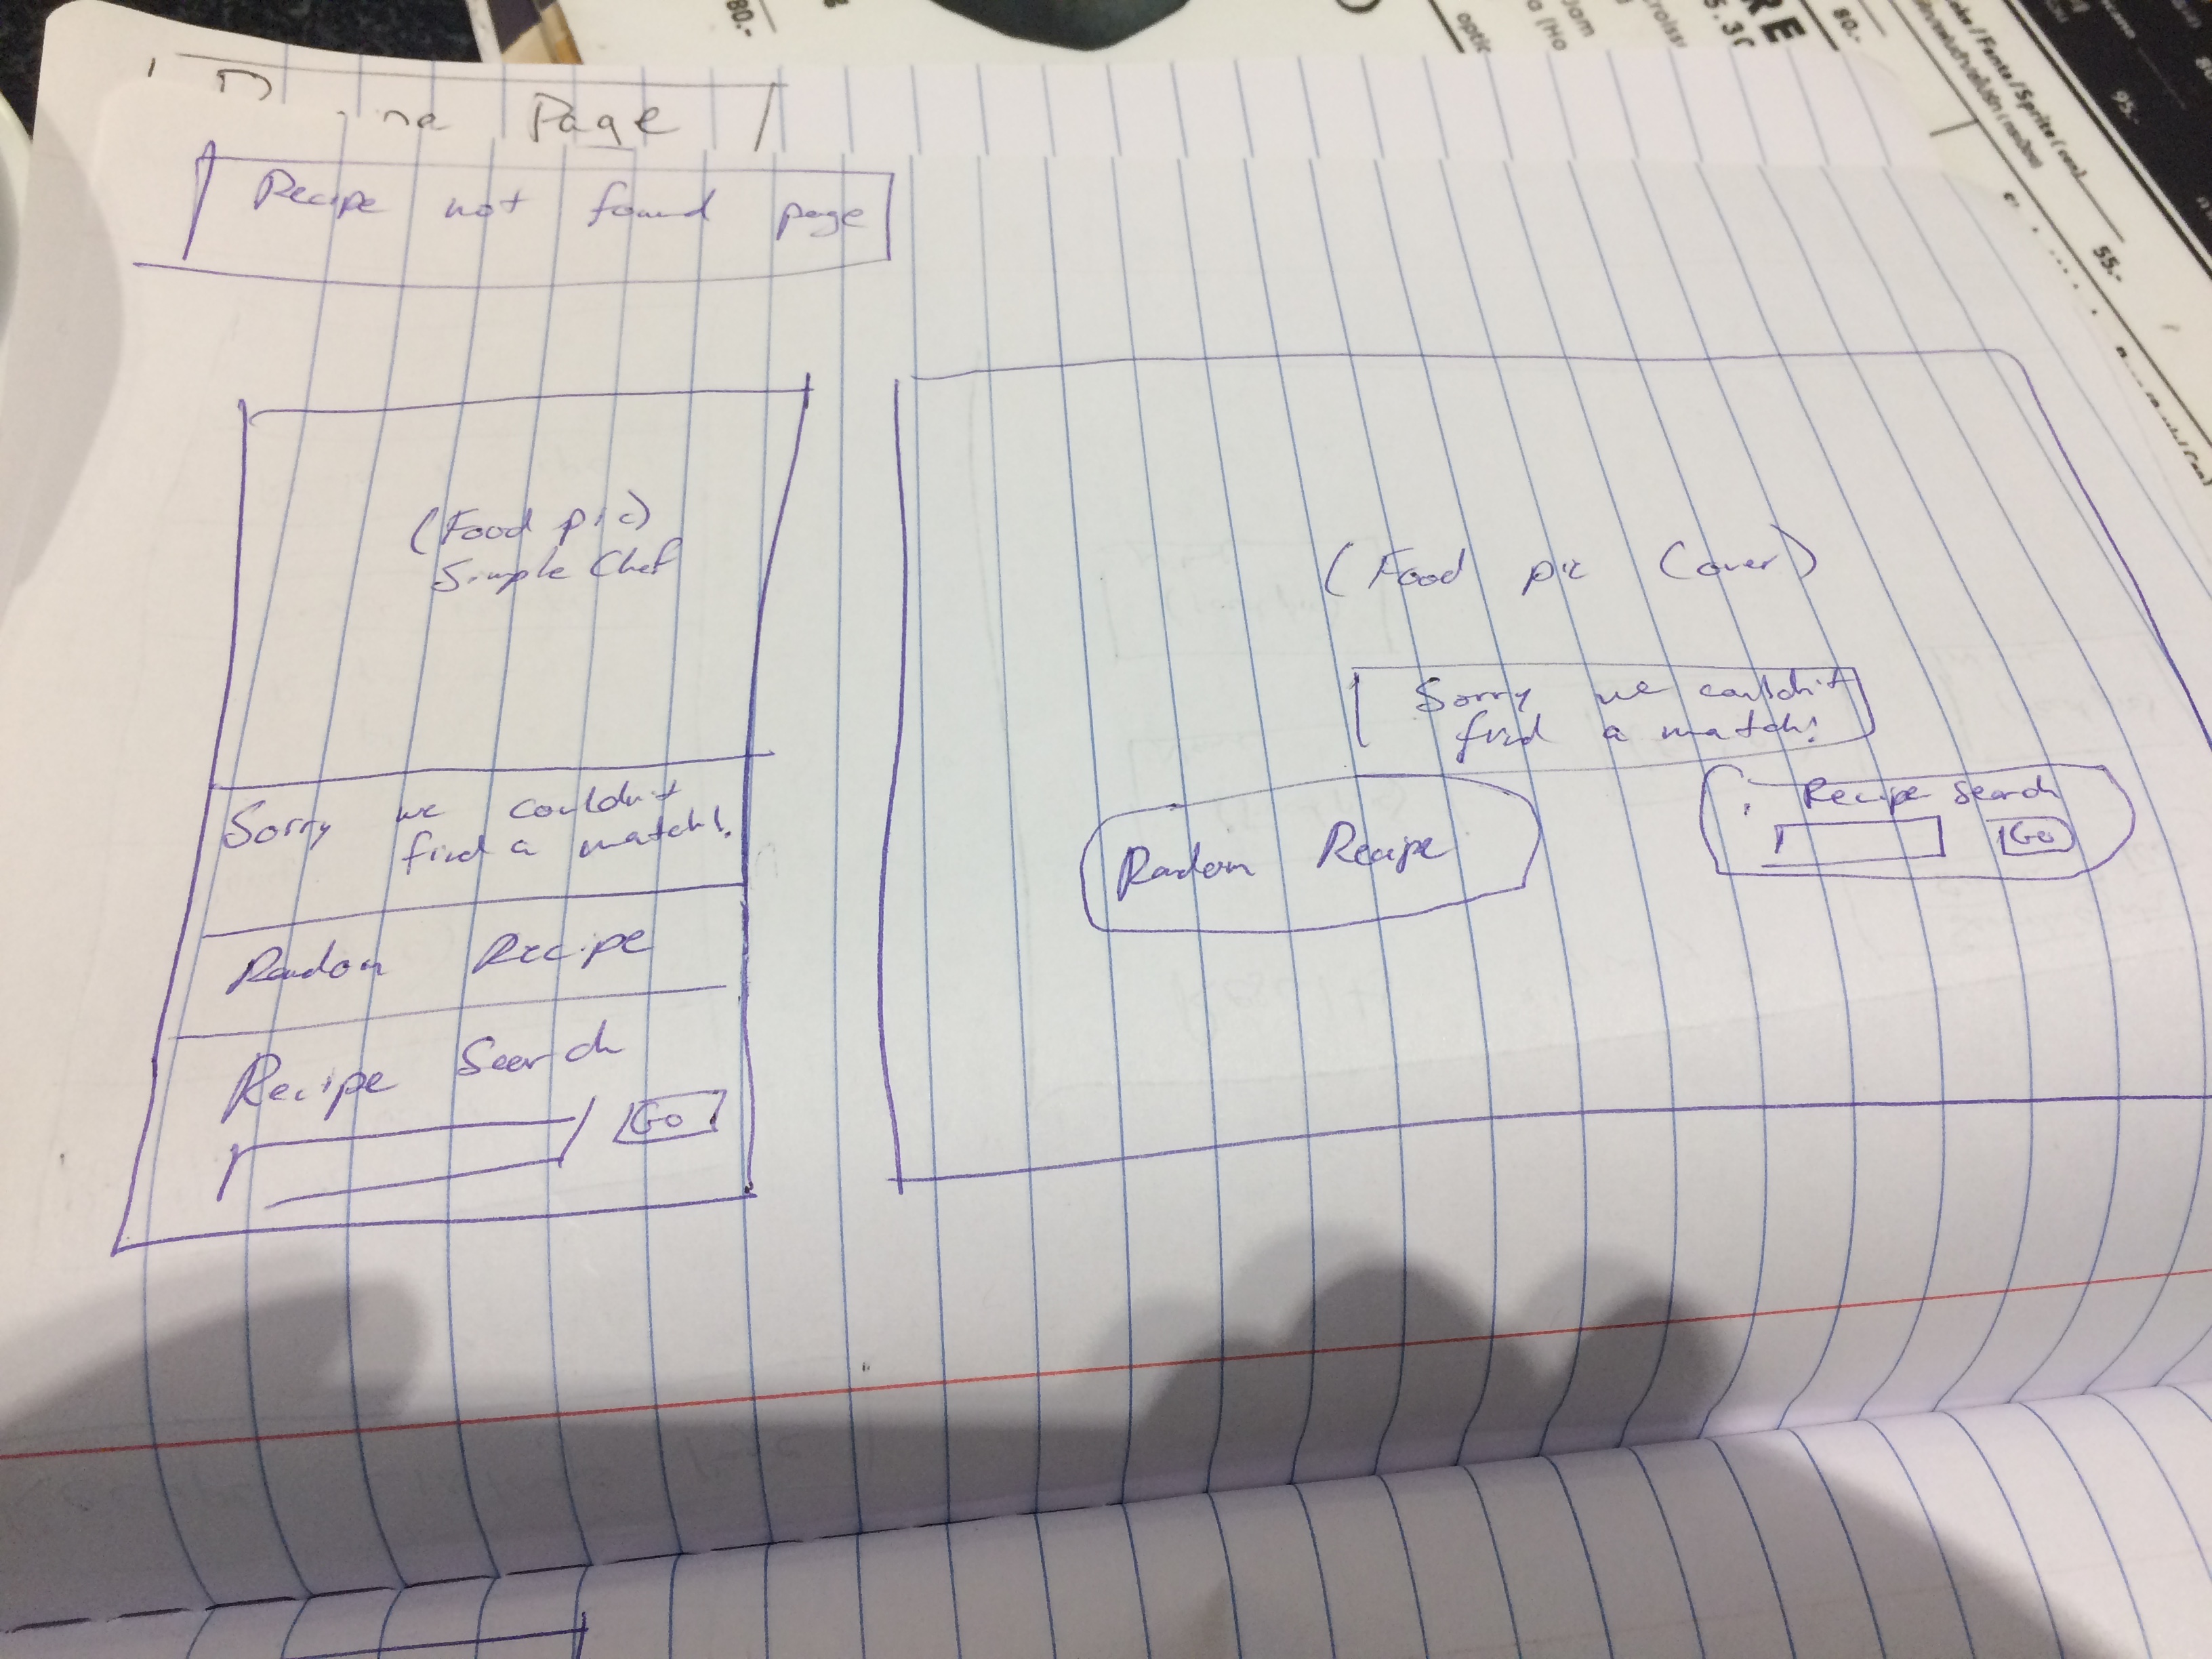 Page
Recipe not found page
(Food pic)
Simple Chef
Sorry we couldn't
find a match!
Random Recipe
Recipe Search
Go
(Food pic Cover)
Sorry we couldn't
find a match!
Random Recipe
Recipe Search
Go
80.-
RE
80.-
55.-
95.-